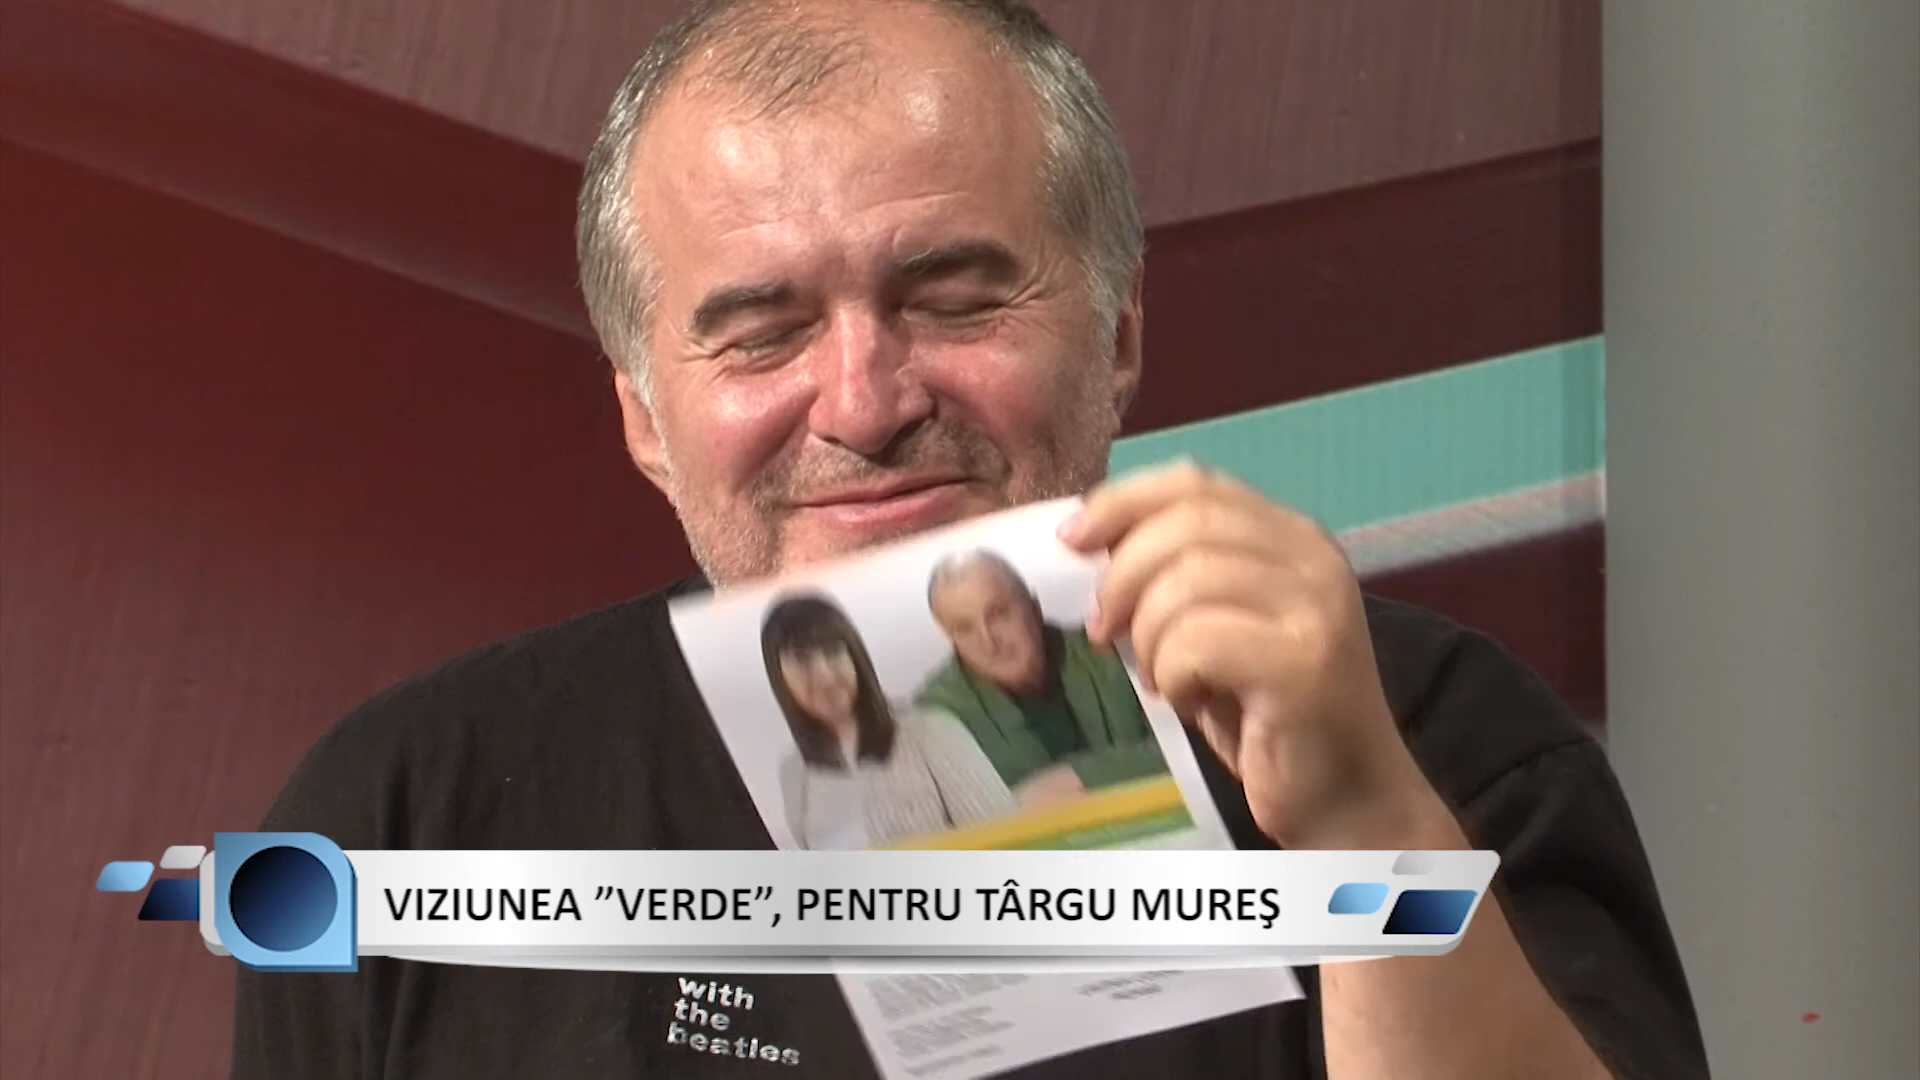 VIZIUNEA ”VERDE”, PENTRU TÂRGU MUREŞ
with
the
beatles